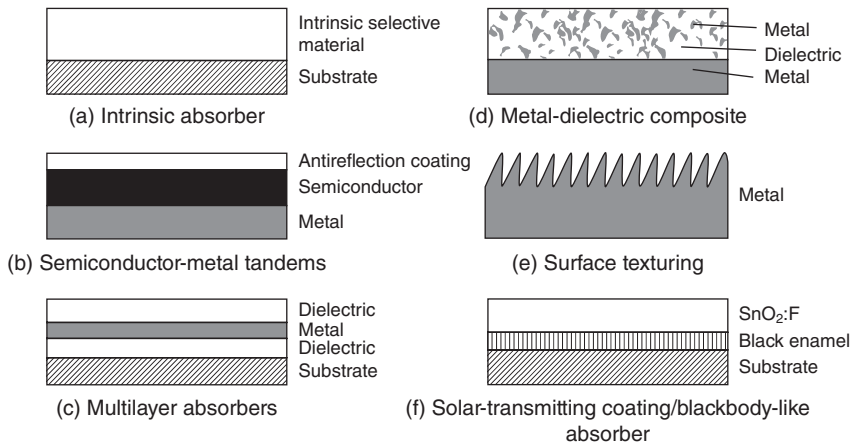 Intrinsic selective
material
Substrate
(a) Intrinsic absorber
Metal
Dielectric
Metal
(d) Metal-dielectric composite
Antireflection coating
Semiconductor
Metal
(b) Semiconductor-metal tandems
Metal
(e) Surface texturing
Dielectric
Metal
Dielectric
Substrate
(c) Multilayer absorbers
SnO₂:F
Black enamel
Substrate
(f) Solar-transmitting coating/blackbody-like
absorber